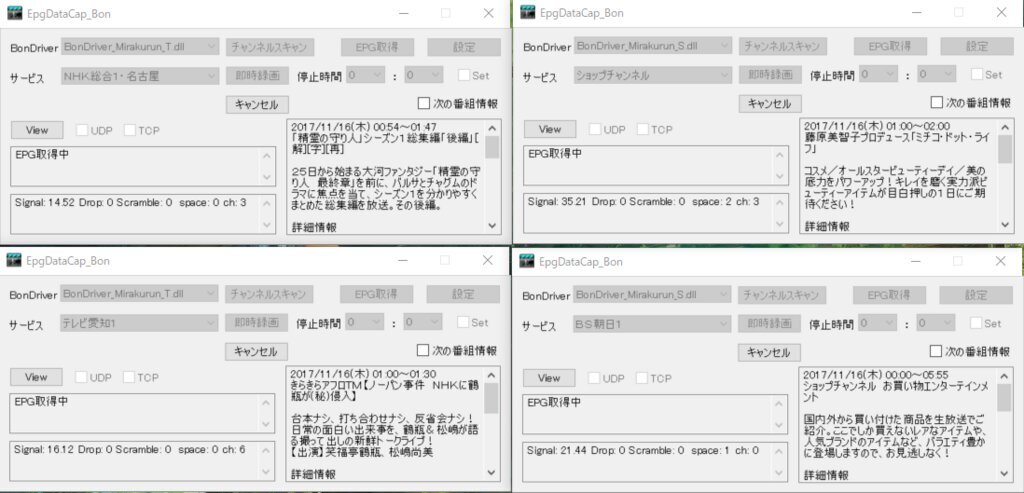 EpgDataCap_Bon
BonDriver BonDriver_Mirakurun_T.dll チャンネルスキャン EPG取得 設定
サービス NHK総合1・名古屋 即時録画 停止時間 0 : 0 Set
キャンセル 次の番組情報
View UDP TCP
EPG取得中
Signal: 14.52 Drop: 0 Scramble: 0 space: 0 ch: 3
2017/11/16(木) 00:54～01:47
「精霊の守り人」シーズン1総集編「後編」[
解][字][再]
25日から始まる大河ファンタジー「精霊の守
り人 最終章」を前に、バルサとチャグムのド
ラマに焦点を当て、シーズン1を分かりやすく
まとめた総集編を放送。その後編。
詳細情報
EpgDataCap_Bon
BonDriver BonDriver_Mirakurun_S.dll チャンネルスキャン EPG取得 設定
サービス ショップチャンネル 即時録画 停止時間 0 : 0 Set
キャンセル 次の番組情報
View UDP TCP
EPG取得中
Signal: 35.21 Drop: 0 Scramble: 0 space: 2 ch: 3
2017/11/16(木) 01:00～02:00
藤原美智子プロデュース「ミチコ・ドット・ライ
フ」
コスメ／オールスタービューティーデイ／美の
底力をパワーアップ！キレイを磨く実力派ビ
ューティーアイテムが目白押しの1日にご期
待ください！
詳細情報
EpgDataCap_Bon
BonDriver BonDriver_Mirakurun_T.dll チャンネルスキャン EPG取得 設定
サービス テレビ愛知1 即時録画 停止時間 0 : 0 Set
キャンセル 次の番組情報
View UDP TCP
EPG取得中
Signal: 16.12 Drop: 0 Scramble: 0 space: 0 ch: 6
2017/11/16(木) 01:00～01:30
きらきらアフロTM【ノーパン事件 NHKに鶴
瓶が(秘)侵入】
台本ナシ、打ち合わせナシ、反省会ナシ！
日常の面白い出来事を、鶴瓶＆松嶋が語
る撮って出しの新鮮トークライブ！
【出演】笑福亭鶴瓶、松嶋尚美
詳細情報
EpgDataCap_Bon
BonDriver BonDriver_Mirakurun_S.dll チャンネルスキャン EPG取得 設定
サービス BS朝日1 即時録画 停止時間 0 : 0 Set
キャンセル 次の番組情報
View UDP TCP
EPG取得中
Signal: 21.44 Drop: 0 Scramble: 0 space: 1 ch: 0
2017/11/16(木) 00:00～05:55
ショップチャンネル お買い物エンターテインメ
ント
国内外から買い付けた商品を生放送でご
紹介。ここでしか買えないレアなアイテムや、
人気ブランドのアイテムなど、バラエティ豊か
に登場しますので、お見逃しなく！
詳細情報